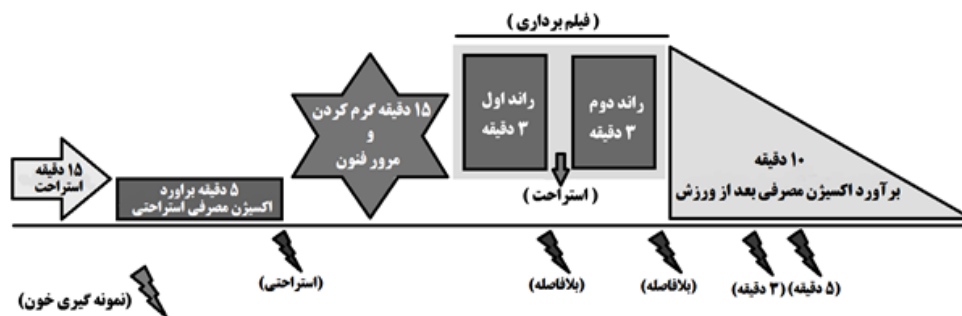 (فیلم برداری)
۱۵ دقیقه
استراحت
۵ دقیقه براورد
اکسیژن مصرفی استراحتی
۱۵ دقیقه گرم کردن
و
مرور فنون
راند اول
۳ دقیقه
راند دوم
۳ دقیقه
(استراحت)
۱۰ دقیقه
برآورد اکسیژن مصرفی بعد از ورزش
(استراحتی)
(بلافاصله)
(بلافاصله)
(۳ دقیقه)
(۵ دقیقه)
(نمونه گیری خون)